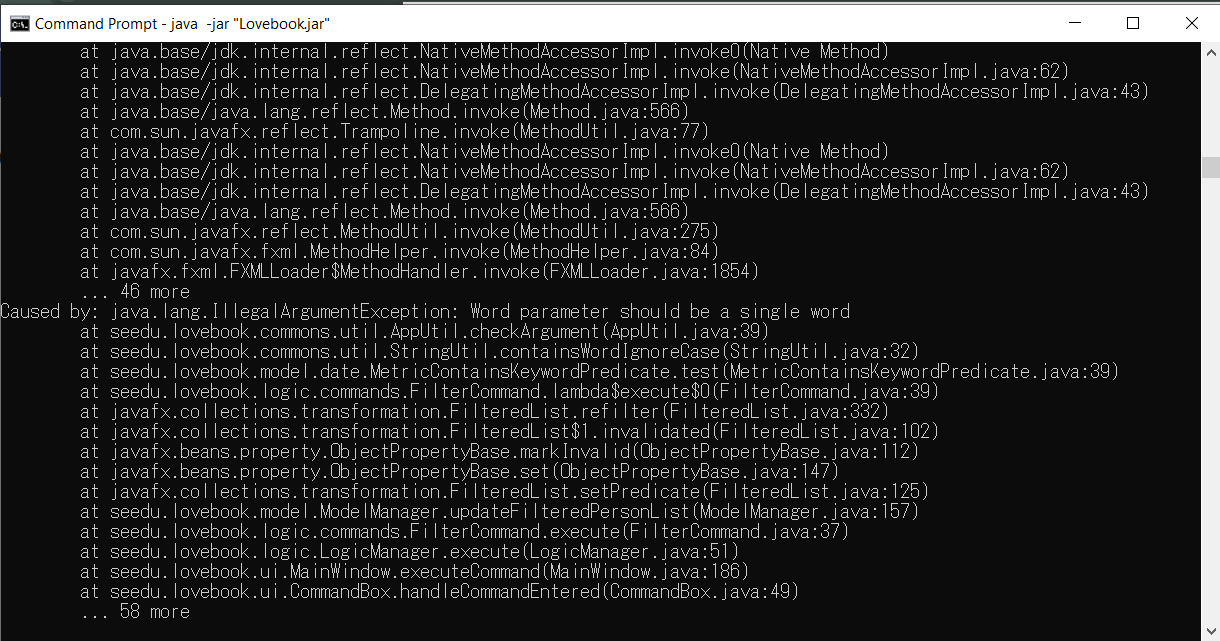 Command Prompt - java -jar "Lovebook.jar"
at java.base/jdk.internal.reflect.NativeMethodAccessorImpl.invoke0(Native Method)
at java.base/jdk.internal.reflect.NativeMethodAccessorImpl.invoke(NativeMethodAccessorImpl.java:62)
at java.base/jdk.internal.reflect.DelegatingMethodAccessorImpl.invoke(DelegatingMethodAccessorImpl.java:43)
at java.base/java.lang.reflect.Method.invoke(Method.java:566)
at com.sun.javafx.reflect.Trampoline.invoke(MethodUtil.java:77)
at java.base/jdk.internal.reflect.NativeMethodAccessorImpl.invoke0(Native Method)
at java.base/jdk.internal.reflect.NativeMethodAccessorImpl.invoke(NativeMethodAccessorImpl.java:62)
at java.base/jdk.internal.reflect.DelegatingMethodAccessorImpl.invoke(DelegatingMethodAccessorImpl.java:43)
at java.base/java.lang.reflect.Method.invoke(Method.java:566)
at com.sun.javafx.reflect.MethodUtil.invoke(MethodUtil.java:275)
at com.sun.javafx.fxml.MethodHelper.invoke(MethodHelper.java:84)
at javafx.fxml.FXMLLoader$MethodHandler.invoke(FXMLLoader.java:1854)
... 46 more
Caused by: java.lang.IllegalArgumentException: Word parameter should be a single word
at seedu.lovebook.commons.util.AppUtil.checkArgument(AppUtil.java:39)
at seedu.lovebook.commons.util.StringUtil.containsWordIgnoreCase(StringUtil.java:32)
at seedu.lovebook.model.date.MetricContainsKeywordPredicate.test(MetricContainsKeywordPredicate.java:39)
at seedu.lovebook.logic.commands.FilterCommand.lambda$execute$0(FilterCommand.java:39)
at javafx.collections.transformation.FilteredList.refilter(FilteredList.java:332)
at javafx.collections.transformation.FilteredList$1.invalidated(FilteredList.java:102)
at javafx.beans.property.ObjectPropertyBase.markInvalid(ObjectPropertyBase.java:112)
at javafx.beans.property.ObjectPropertyBase.set(ObjectPropertyBase.java:147)
at javafx.collections.transformation.FilteredList.setPredicate(FilteredList.java:125)
at seedu.lovebook.model.ModelManager.updateFilteredPersonList(ModelManager.java:157)
at seedu.lovebook.logic.commands.FilterCommand.execute(FilterCommand.java:37)
at seedu.lovebook.logic.LogicManager.execute(LogicManager.java:51)
at seedu.lovebook.ui.MainWindow.executeCommand(MainWindow.java:186)
at seedu.lovebook.ui.CommandBox.handleCommandEntered(CommandBox.java:49)
... 58 more